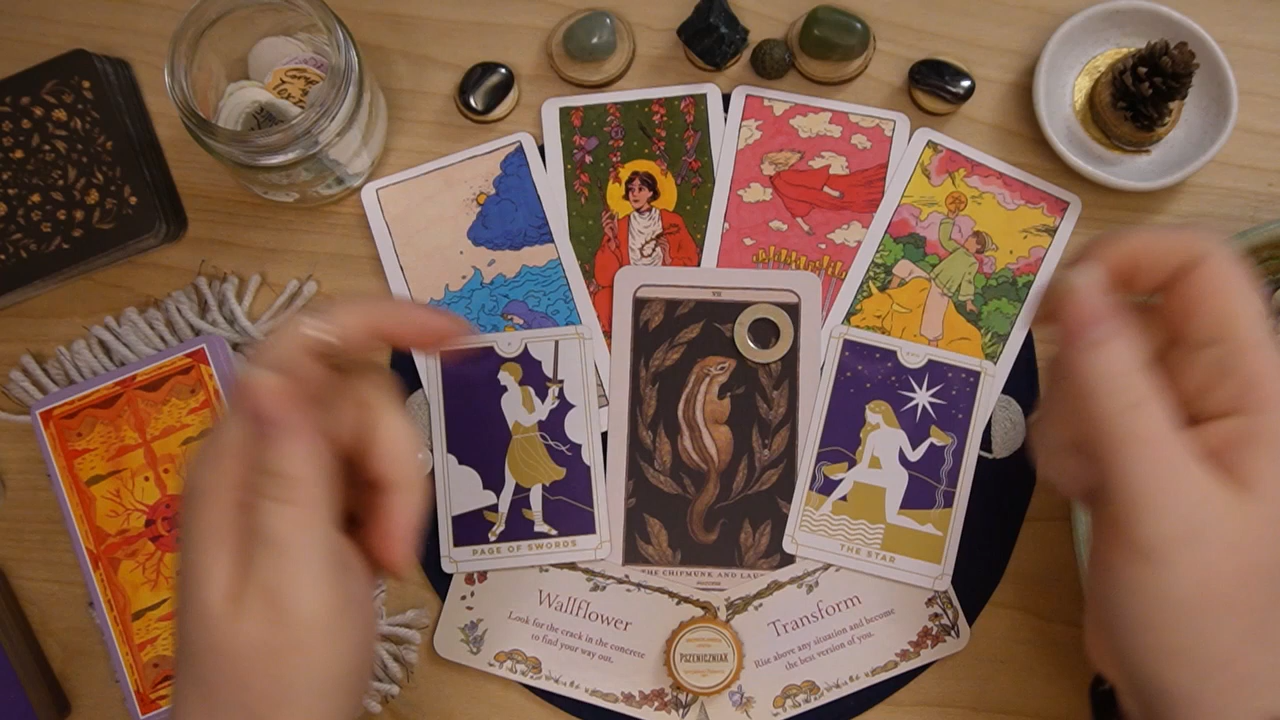 VII
PAGE OF SWORDS
THE STAR
THE CHIPMUNK AND
Wallflower
Look for the crack in the concrete
to find your way out.
Transform
Rise above any situation and become
the best version of you.
PSZENICZNIAK